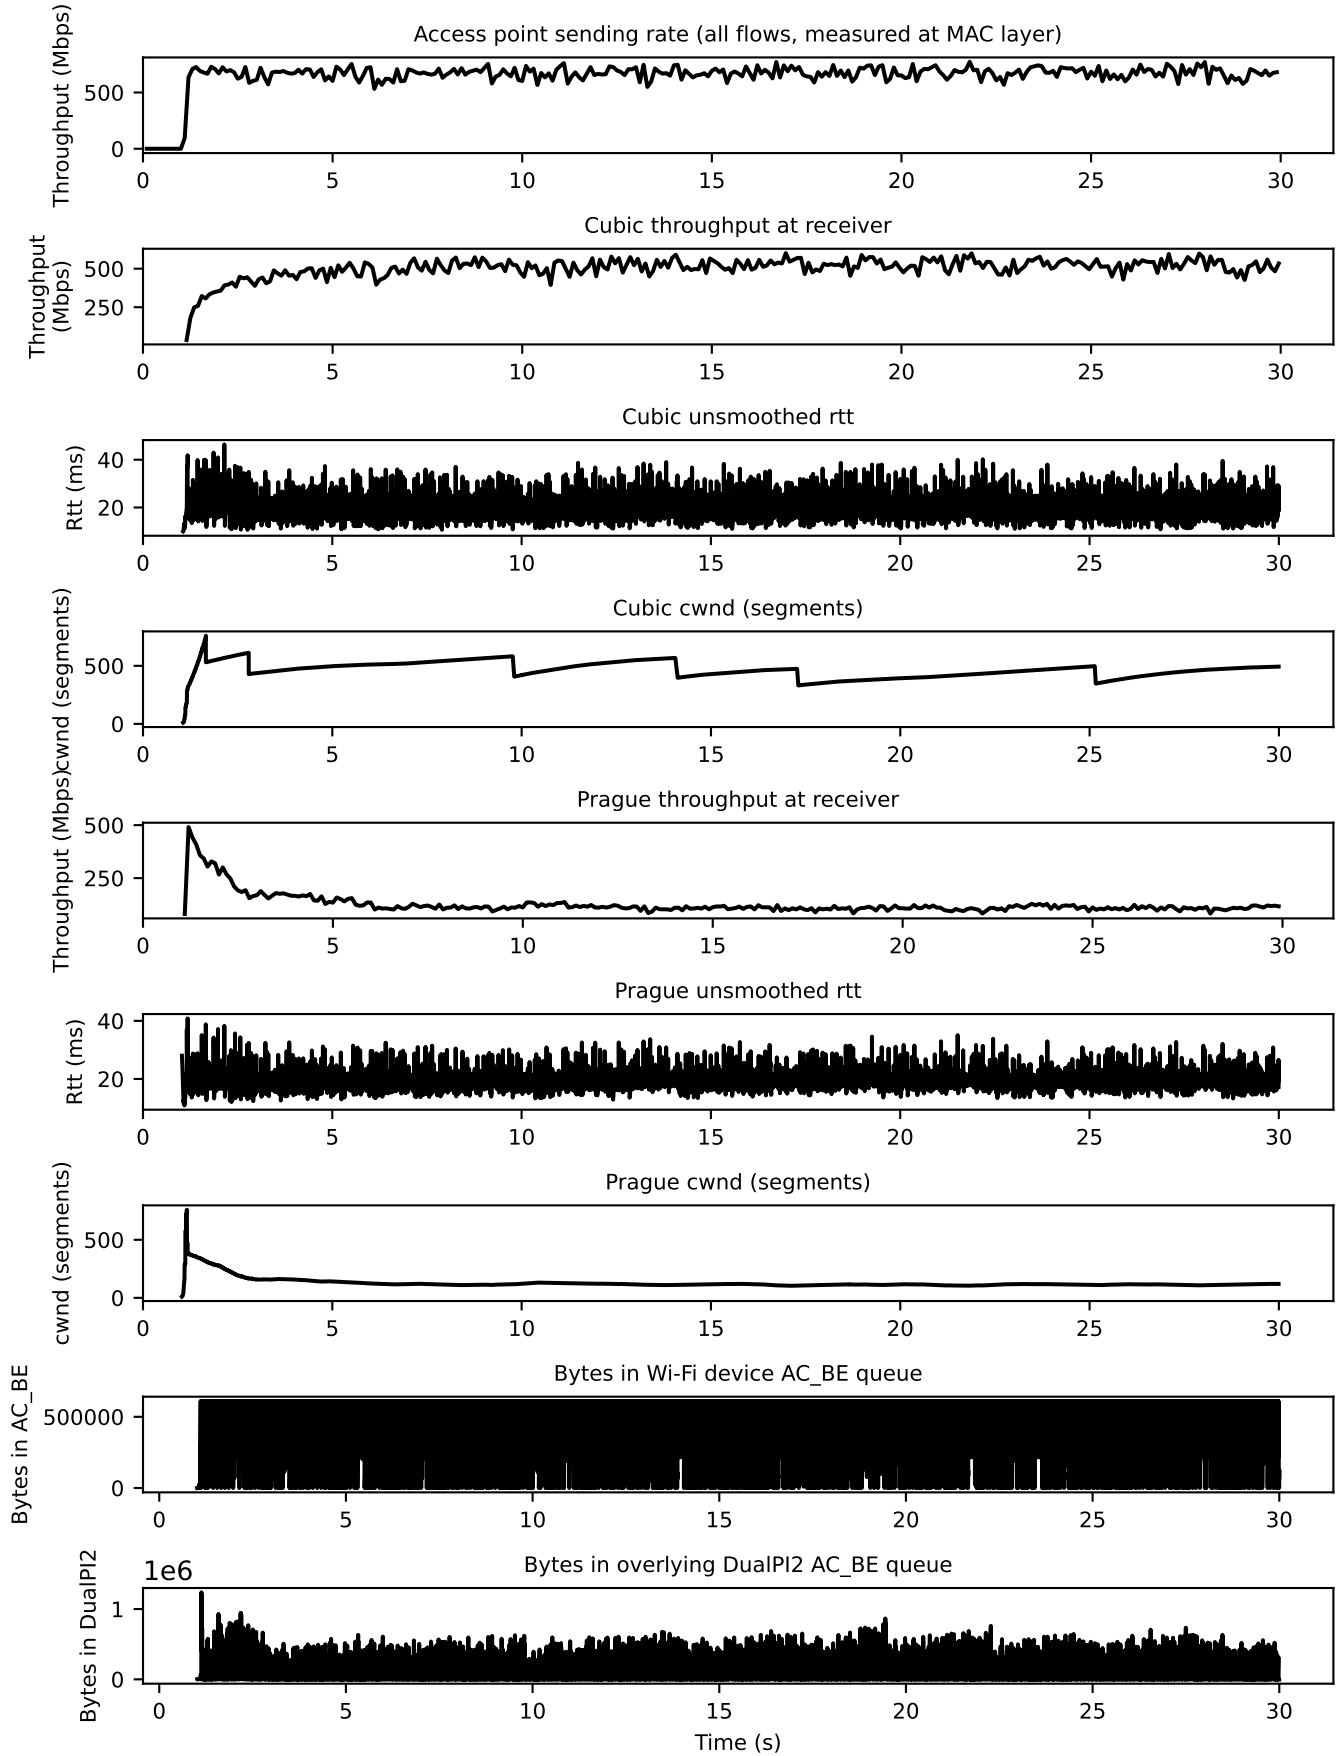 Access point sending rate (all flows, measured at MAC layer)
Throughput (Mbps)
500
0
0 5 10 15 20 25 30
Cubic throughput at receiver
Throughput
(Mbps)
500
250
0 5 10 15 20 25 30
Cubic unsmoothed rtt
Rtt (ms)
40
20
0 5 10 15 20 25 30
Cubic cwnd (segments)
cwnd (segments)
500
0
0 5 10 15 20 25 30
Prague throughput at receiver
Throughput (Mbps)
500
250
0 5 10 15 20 25 30
Prague unsmoothed rtt
Rtt (ms)
40
20
0 5 10 15 20 25 30
Prague cwnd (segments)
cwnd (segments)
500
0
0 5 10 15 20 25 30
Bytes in Wi-Fi device AC_BE queue
Bytes in AC_BE
500000
0
0 5 10 15 20 25 30
Bytes in overlying DualPI2 AC_BE queue
Bytes in DualPI2
1e6
1
0
0 5 10 15 20 25 30
Time (s)